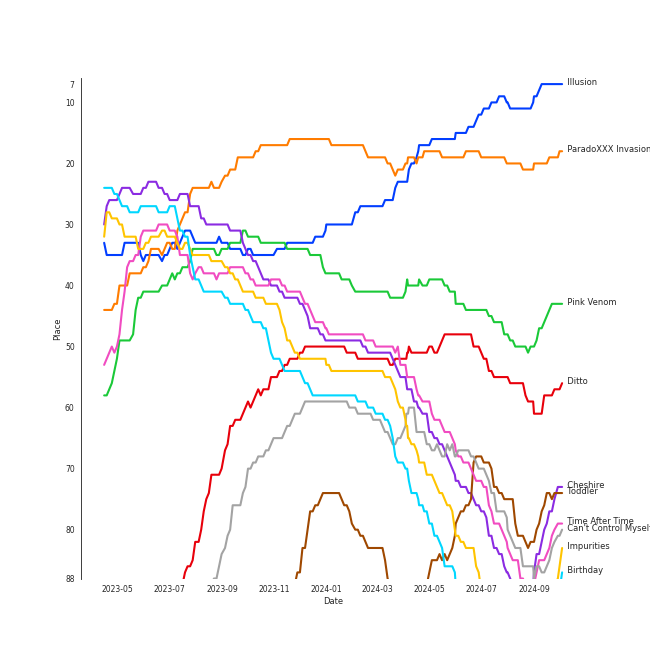 7
10
20
30
40
50
60
70
80
88
Place
2023-05
2023-07
2023-09
2023-11
2024-01
2024-03
2024-05
2024-07
2024-09
Date
Illusion
ParadoXXX Invasion
Pink Venom
Ditto
Cheshire
Toddler
Time After Time
Can't Control Mysel
Impurities
Birthday